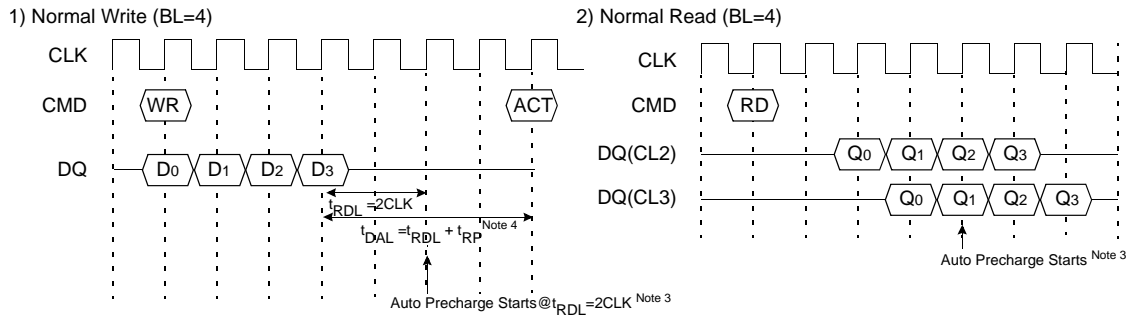 1) Normal Write (BL=4)
CLK
CMD WR ACT
DQ D0 D1 D2 D3
tRDL =2CLK
tDAL =tRDL + tRP Note 4
Auto Precharge Starts@tRDL=2CLK Note 3
2) Normal Read (BL=4)
CLK
CMD RD
DQ(CL2) Q0 Q1 Q2 Q3
DQ(CL3) Q0 Q1 Q2 Q3
Auto Precharge Starts Note 3